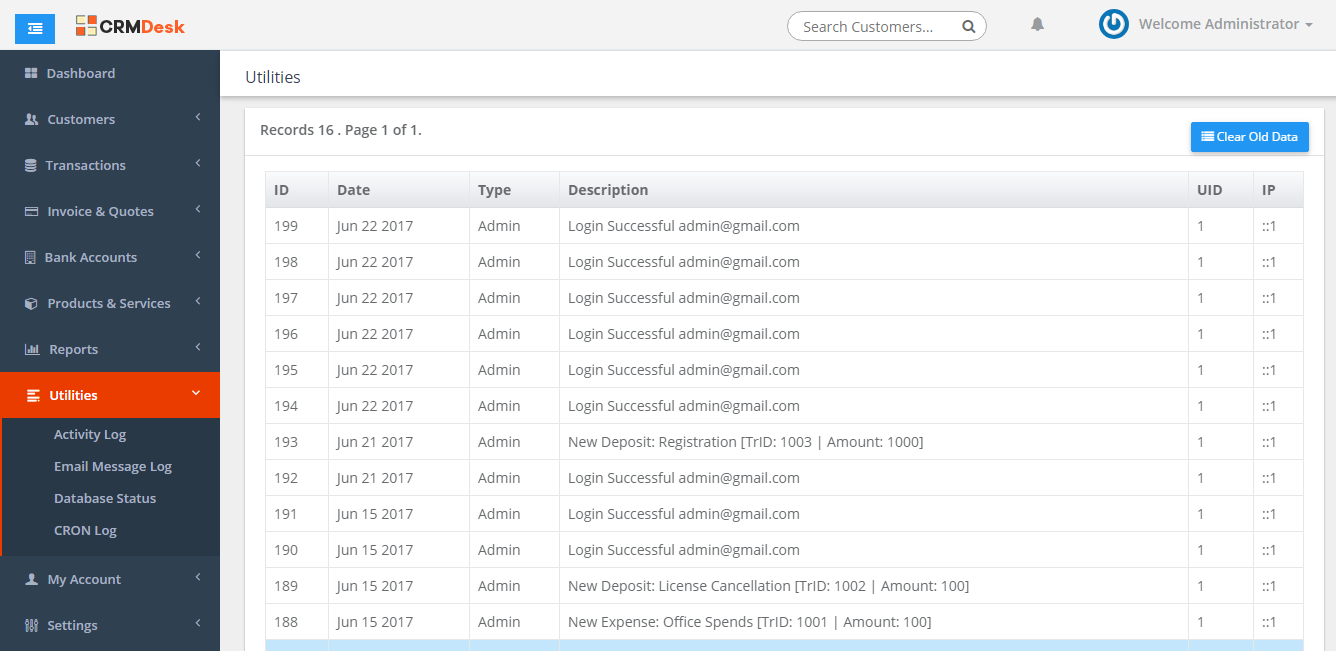 CRMDesk
Search Customers...
Welcome Administrator
Dashboard
Customers
Transactions
Invoice & Quotes
Bank Accounts
Products & Services
Reports
Utilities
Activity Log
Email Message Log
Database Status
CRON Log
My Account
Settings
Utilities
Records 16 . Page 1 of 1.
Clear Old Data
ID Date Type Description UID IP
199 Jun 22 2017 Admin Login Successful admin@gmail.com 1 ::1
198 Jun 22 2017 Admin Login Successful admin@gmail.com 1 ::1
197 Jun 22 2017 Admin Login Successful admin@gmail.com 1 ::1
196 Jun 22 2017 Admin Login Successful admin@gmail.com 1 ::1
195 Jun 22 2017 Admin Login Successful admin@gmail.com 1 ::1
194 Jun 22 2017 Admin Login Successful admin@gmail.com 1 ::1
193 Jun 21 2017 Admin New Deposit: Registration [TrID: 1003 | Amount: 1000] 1 ::1
192 Jun 21 2017 Admin Login Successful admin@gmail.com 1 ::1
191 Jun 15 2017 Admin Login Successful admin@gmail.com 1 ::1
190 Jun 15 2017 Admin Login Successful admin@gmail.com 1 ::1
189 Jun 15 2017 Admin New Deposit: License Cancellation [TrID: 1002 | Amount: 100] 1 ::1
188 Jun 15 2017 Admin New Expense: Office Spends [TrID: 1001 | Amount: 100] 1 ::1